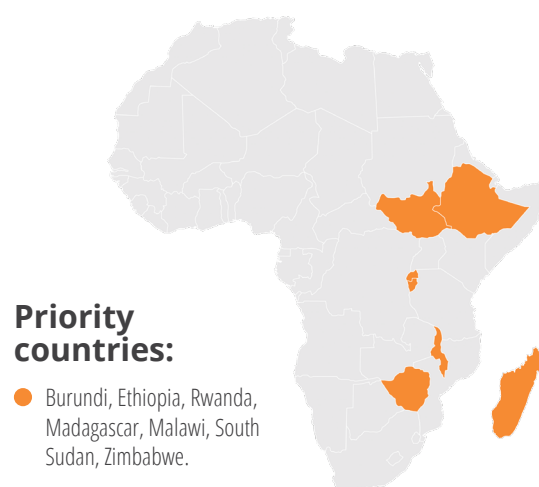 Priority
countries:
Burundi, Ethiopia, Rwanda,
Madagascar, Malawi, South
Sudan, Zimbabwe.